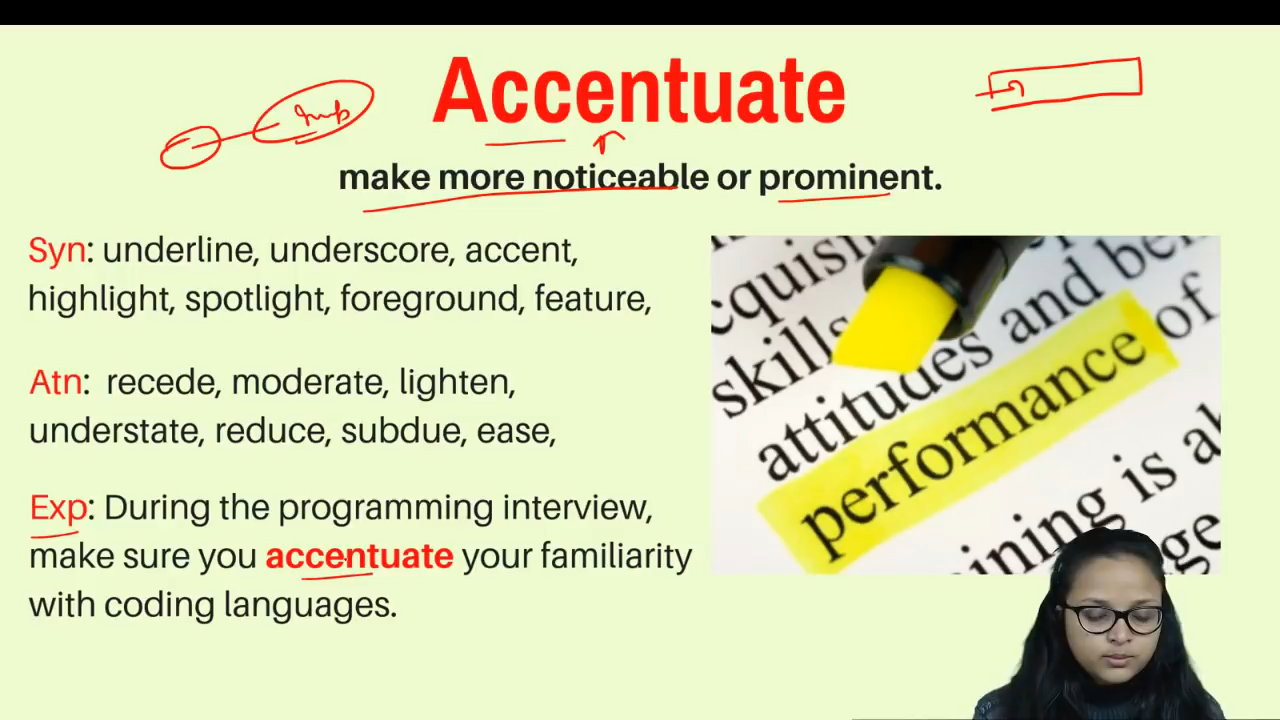 Accentuate
make more noticeable or prominent.
Syn: underline, underscore, accent,
highlight, spotlight, foreground, feature,
Atn: recede, moderate, lighten,
understate, reduce, subdue, ease,
Exp: During the programming interview,
make sure you accentuate your familiarity
with coding languages.
skills
attitudes and
performance of
is